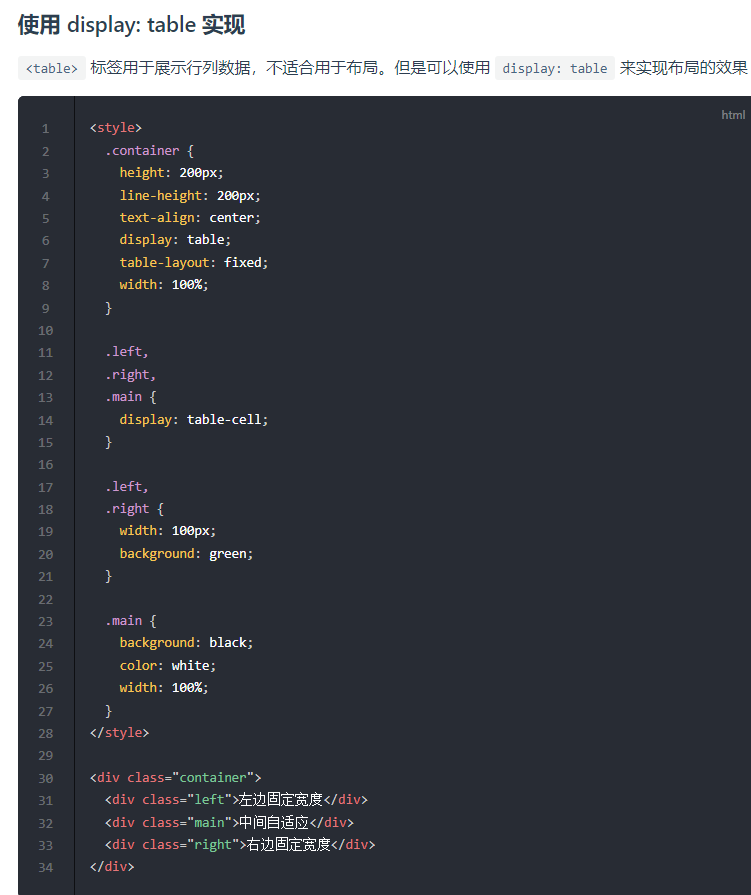 使用 display: table 实现
<table> 标签用于展示行列数据，不适合用于布局。但是可以使用 display: table 来实现布局的效果
html
1 <style>
2 .container {
3 height: 200px;
4 line-height: 200px;
5 text-align: center;
6 display: table;
7 table-layout: fixed;
8 width: 100%;
9 }
10
11 .left,
12 .right,
13 .main {
14 display: table-cell;
15 }
16
17 .left,
18 .right {
19 width: 100px;
20 background: green;
21 }
22
23 .main {
24 background: black;
25 color: white;
26 width: 100%;
27 }
28 </style>
29
30 <div class="container">
31 <div class="left">左边固定宽度</div>
32 <div class="main">中间自适应</div>
33 <div class="right">右边固定宽度</div>
34 </div>